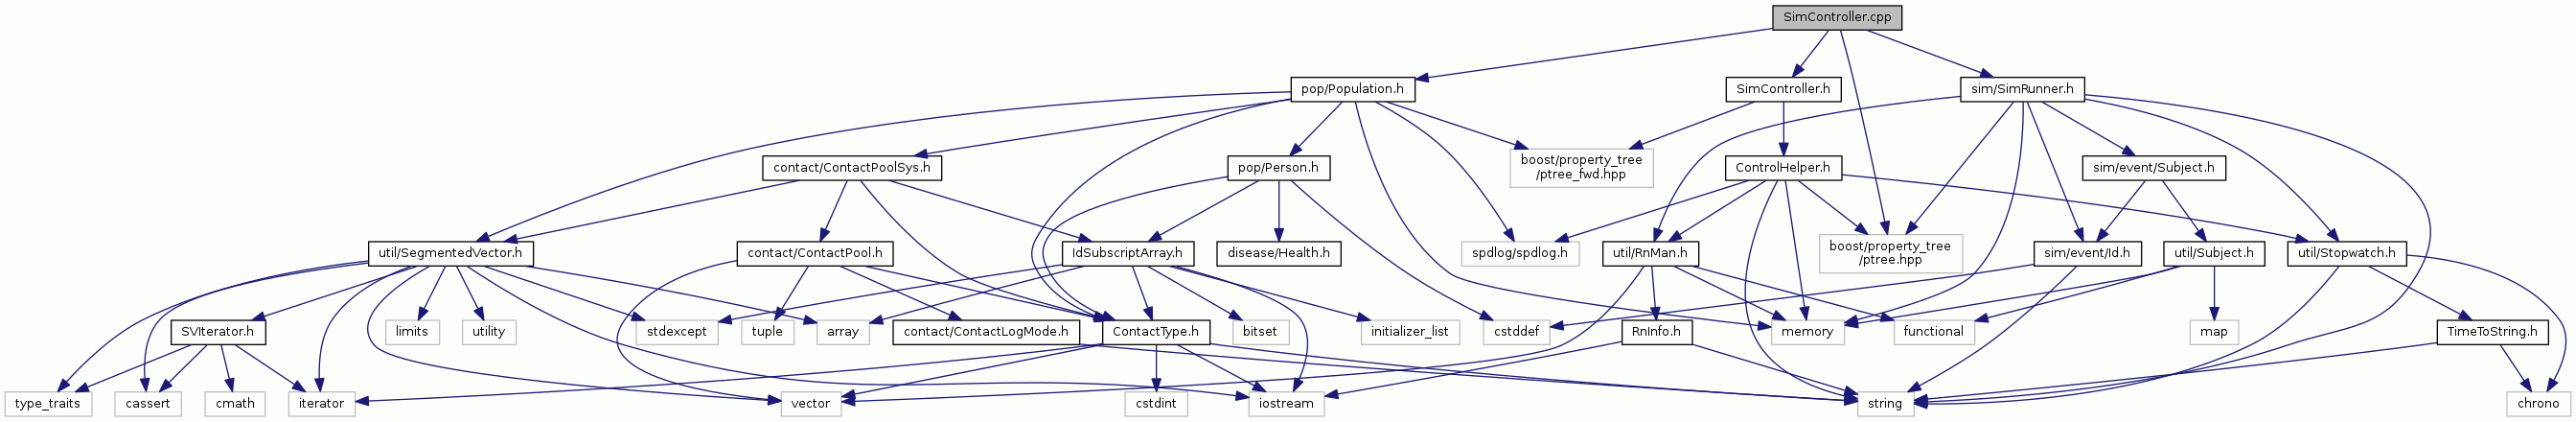 SimController.cpp
pop/Population.h
SimController.h
sim/SimRunner.h
contact/ContactPoolSys.h
pop/Person.h
boost/property_tree
/ptree_fwd.hpp
ControlHelper.h
sim/event/Subject.h
util/SegmentedVector.h
contact/ContactPool.h
IdSubscriptArray.h
disease/Health.h
spdlog/spdlog.h
util/RnMan.h
boost/property_tree
/ptree.hpp
sim/event/Id.h
util/Subject.h
util/Stopwatch.h
SVIterator.h
limits
utility
stdexcept
tuple
array
contact/ContactLogMode.h
ContactType.h
bitset
initializer_list
cstddef
RnInfo.h
memory
functional
map
TimeToString.h
type_traits
cassert
cmath
iterator
vector
cstdint
iostream
string
chrono